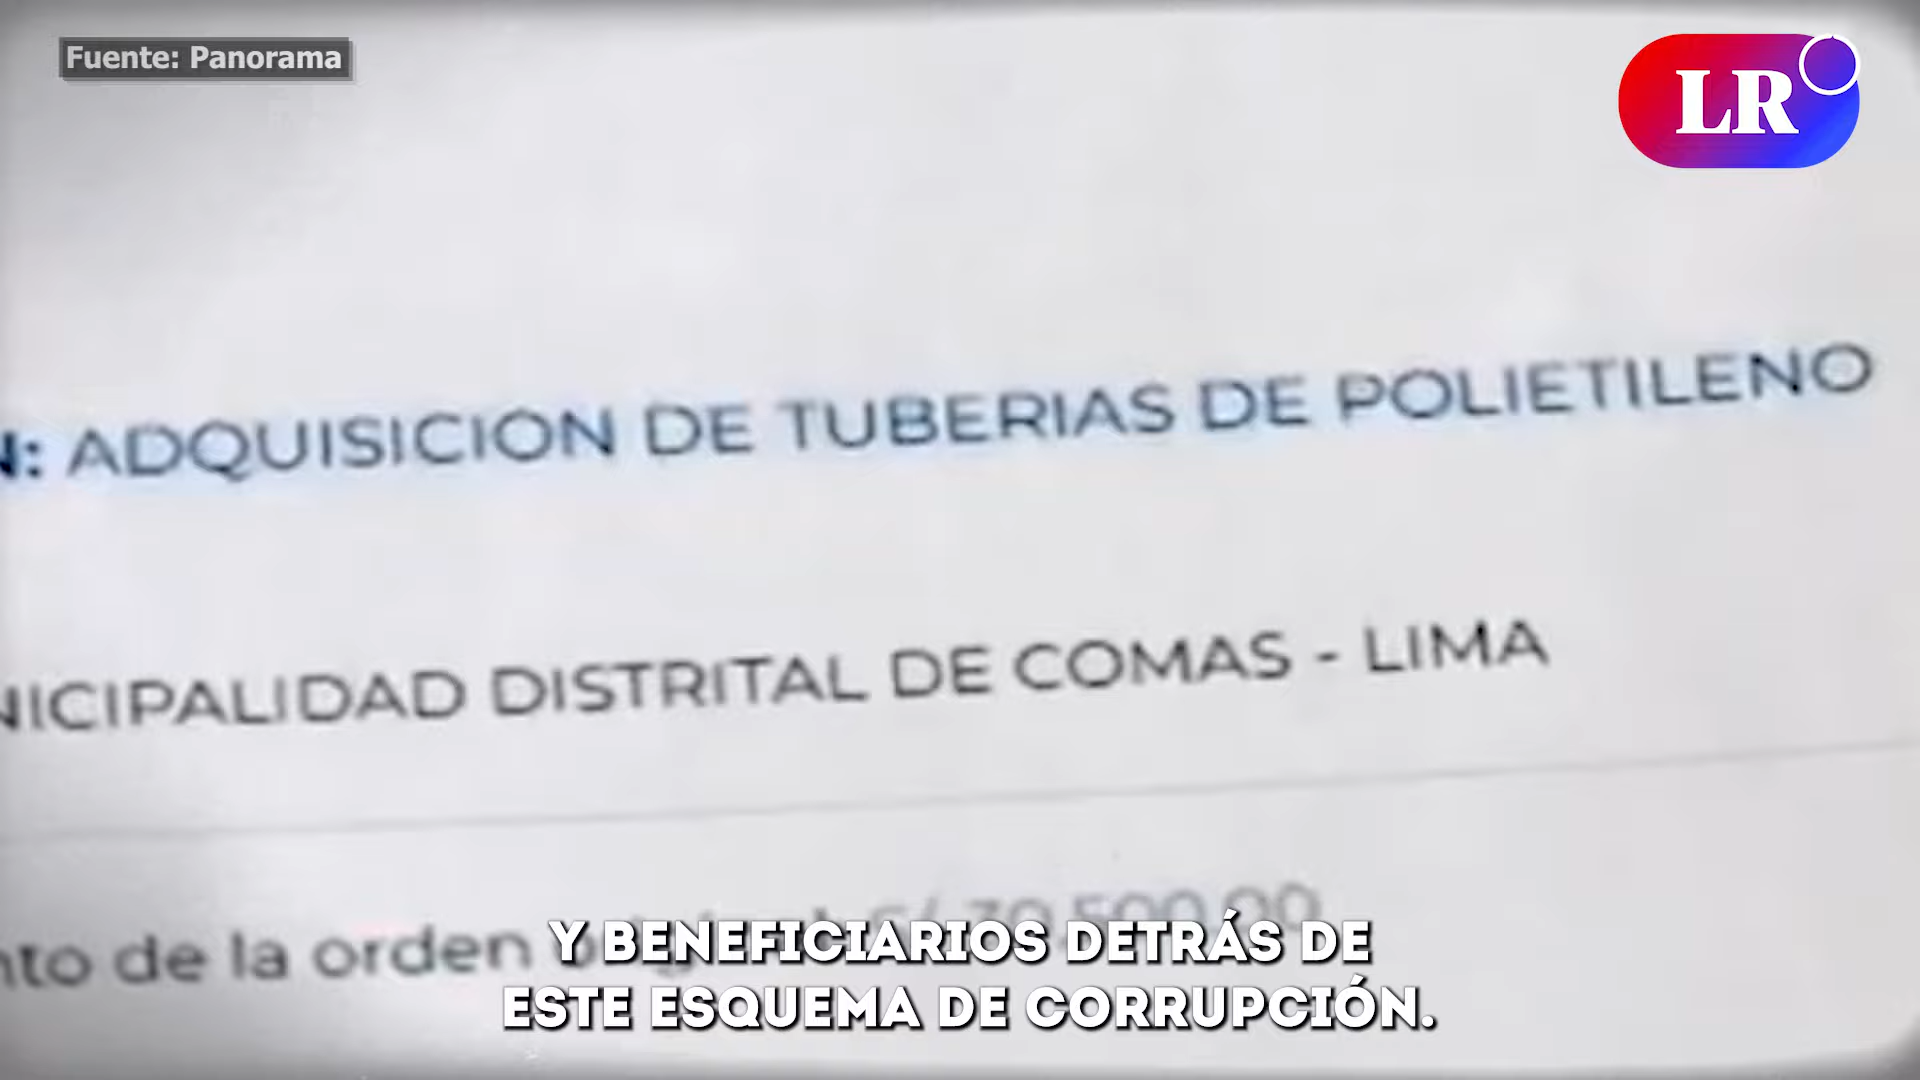 Fuente: Panorama
LR
N: ADQUISICION DE TUBERIAS DE POLIETILENO
NICIPALIDAD DISTRITAL DE COMAS - LIMA
nto de la orden
Y BENEFICIARIOS DETRÁS DE
ESTE ESQUEMA DE CORRUPCIÓN.